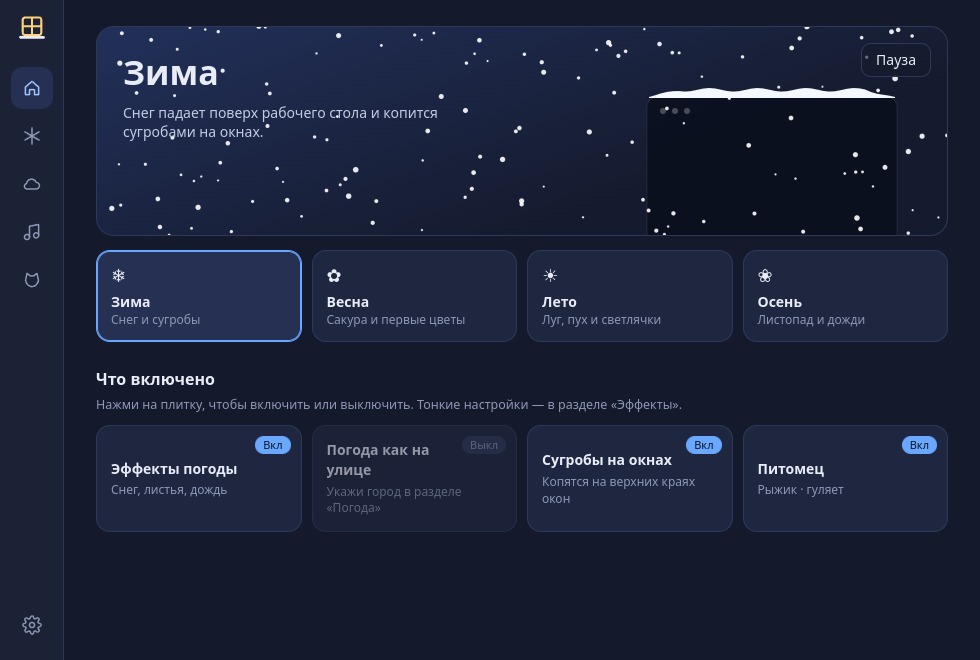 Зима
Пауза
Снег падает поверх рабочего стола и копится
сугробами на окнах.
Зима
Снег и сугробы
Весна
Сакура и первые цветы
Лето
Луг, пух и светлячки
Осень
Листопад и дожди
Что включено
Нажми на плитку, чтобы включить или выключить. Тонкие настройки — в разделе «Эффекты».
Вкл
Эффекты погоды
Снег, листья, дождь
Выкл
Погода как на
улице
Укажи город в разделе
«Погода»
Вкл
Сугробы на окнах
Копятся на верхних краях
окон
Вкл
Питомец
Рыжик · гуляет